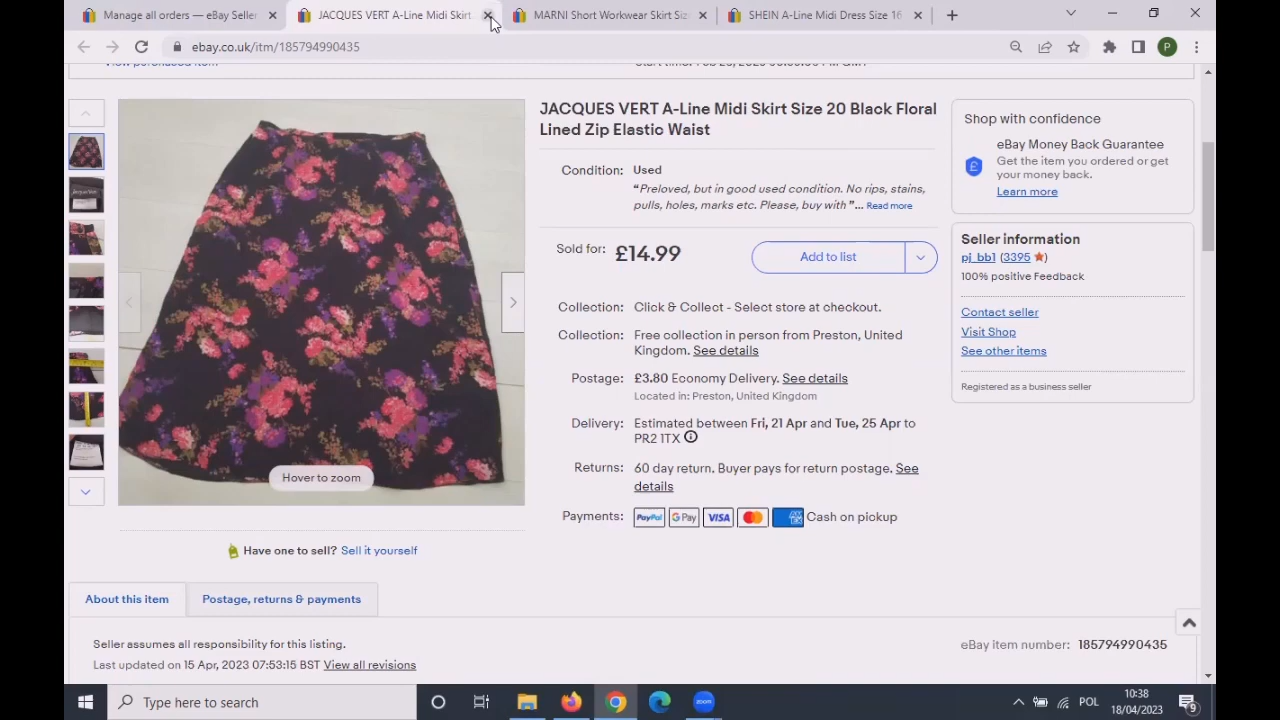 Manage all orders — eBay Seller
JACQUES VERT A-Line Midi Skirt
MARNI Short Workwear Skirt Siz
SHEIN A-Line Midi Dress Size 16
ebay.co.uk/itm/185794990435
P
JACQUES VERT A-Line Midi Skirt Size 20 Black Floral
Lined Zip Elastic Waist
Condition: Used
“Preloved, but in good used condition. No rips, stains,
pulls, holes, marks etc. Please, buy with”... Read more
Sold for: £14.99
Add to list
Collection: Click & Collect - Select store at checkout.
Collection: Free collection in person from Preston, United
Kingdom. See details
Postage: £3.80 Economy Delivery. See details
Located in: Preston, United Kingdom
Delivery: Estimated between Fri, 21 Apr and Tue, 25 Apr to
PR2 1TX
Returns: 60 day return. Buyer pays for return postage. See
details
Payments: PayPal G Pay VISA Cash on pickup
Shop with confidence
eBay Money Back Guarantee
Get the item you ordered or get
your money back.
Learn more
Seller information
pj_bb1 (3395)
100% positive Feedback
Contact seller
Visit Shop
See other items
Registered as a business seller
Hover to zoom
Have one to sell? Sell it yourself
About this item
Postage, returns & payments
Seller assumes all responsibility for this listing.
Last updated on 15 Apr, 2023 07:53:15 BST View all revisions
eBay item number: 185794990435
Type here to search
zoom
POL
10:38
18/04/2023
9